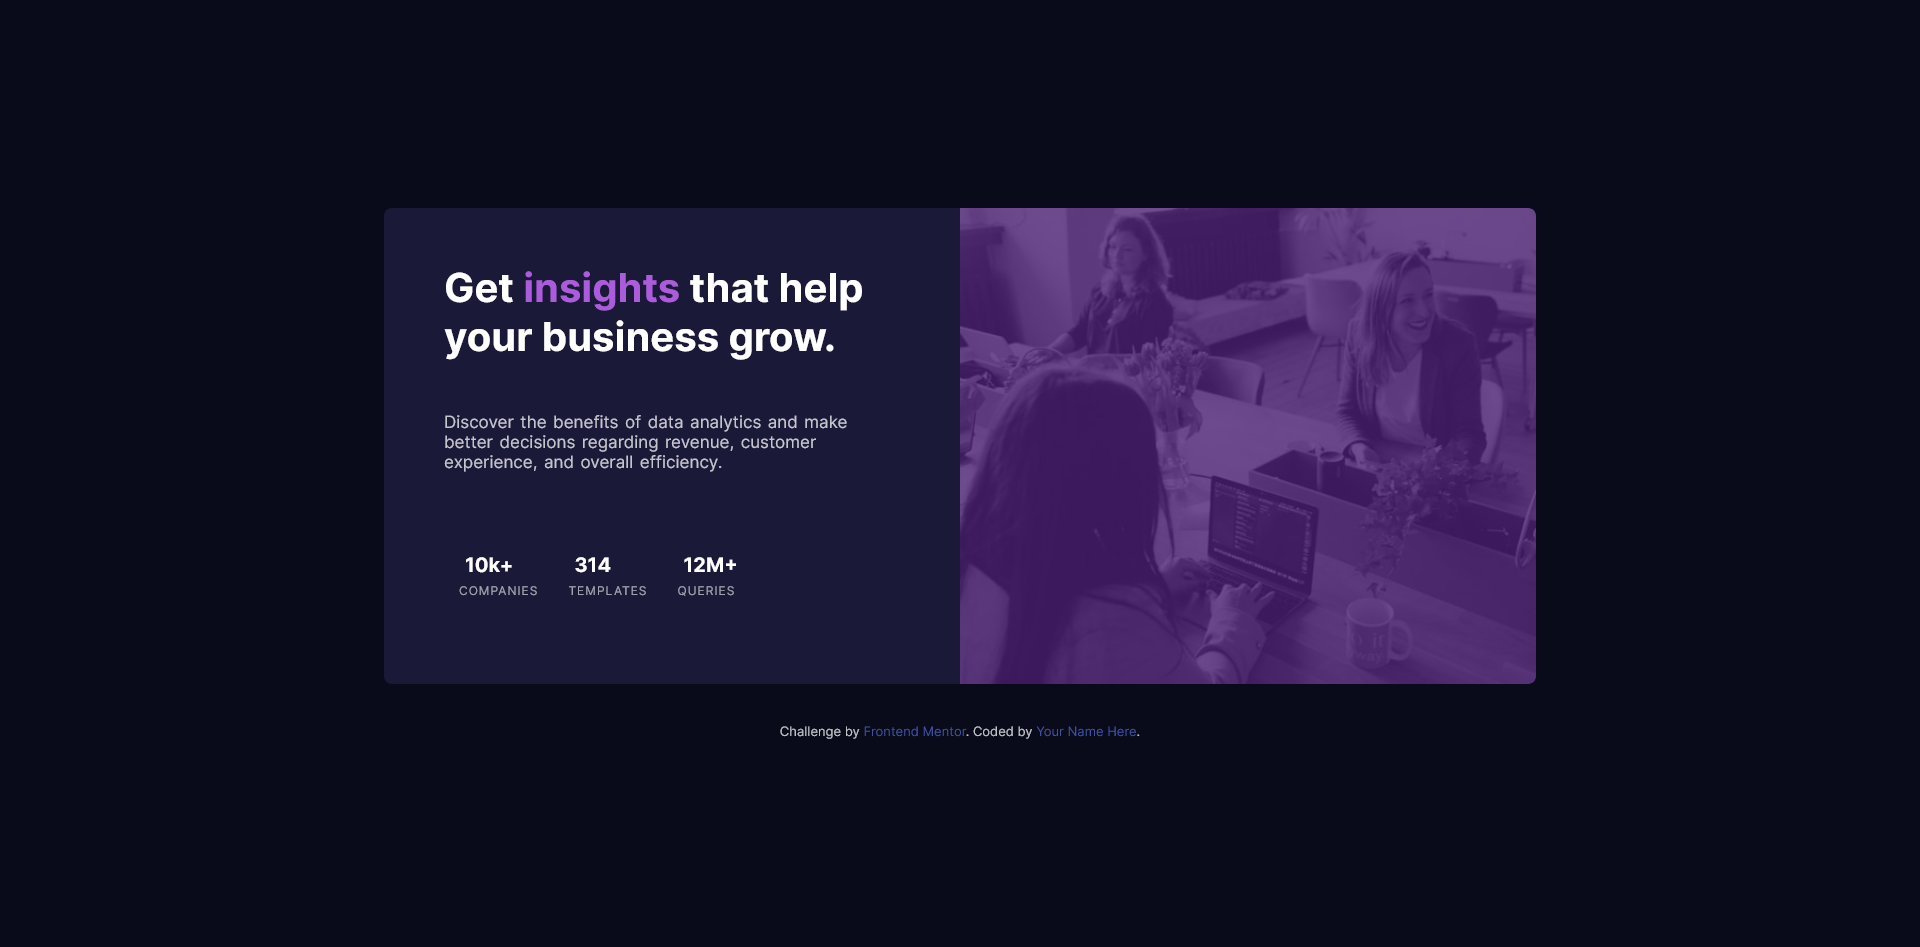 Get insights that help
your business grow.
Discover the benefits of data analytics and make
better decisions regarding revenue, customer
experience, and overall efficiency.
10k+ 314 12M+
COMPANIES TEMPLATES QUERIES
Challenge by Frontend Mentor. Coded by Your Name Here.